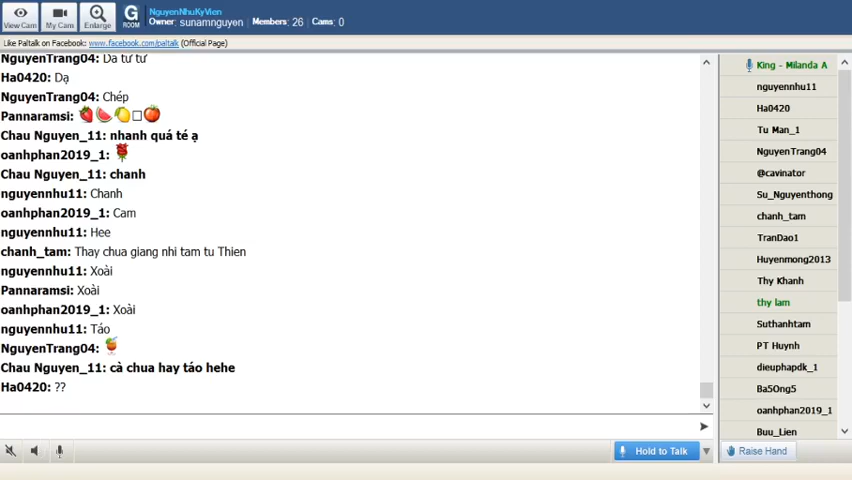 View Cam
My Cam
Enlarge
G
ROOM
NguyenNhuKyVien
Owner: sunamnguyen , Members: 26 Cams: 0
Like Paltalk on Facebook: www.facebook.com/paltalk (Official Page)
NguyenTrang04: Dạ từ từ
Ha0420: Dạ
NguyenTrang04: Chép
Pannaramsi:
Chau Nguyen_11: nhanh quá té ạ
oanhphan2019_1:
Chau Nguyen_11: chanh
nguyennhu11: Chanh
oanhphan2019_1: Cam
nguyennhu11: Hee
chanh_tam: Thay chua giang nhi tam tu Thien
nguyennhu11: Xoài
Pannaramsi: Xoài
oanhphan2019_1: Xoài
nguyennhu11: Táo
NguyenTrang04:
Chau Nguyen_11: cà chua hay táo hehe
Ha0420: ??
Hold to Talk
King - Milanda A
nguyennhu11
Ha0420
Tu Man_1
NguyenTrang04
@cavinator
Su_Nguyenthong
chanh_tam
TranDao1
Huyenmong2013
Thy Khanh
thy lam
Suthanhtam
PT Huynh
dieuphapdk_1
Ba5Ong5
oanhphan2019_1
Buu_Lien
Raise Hand